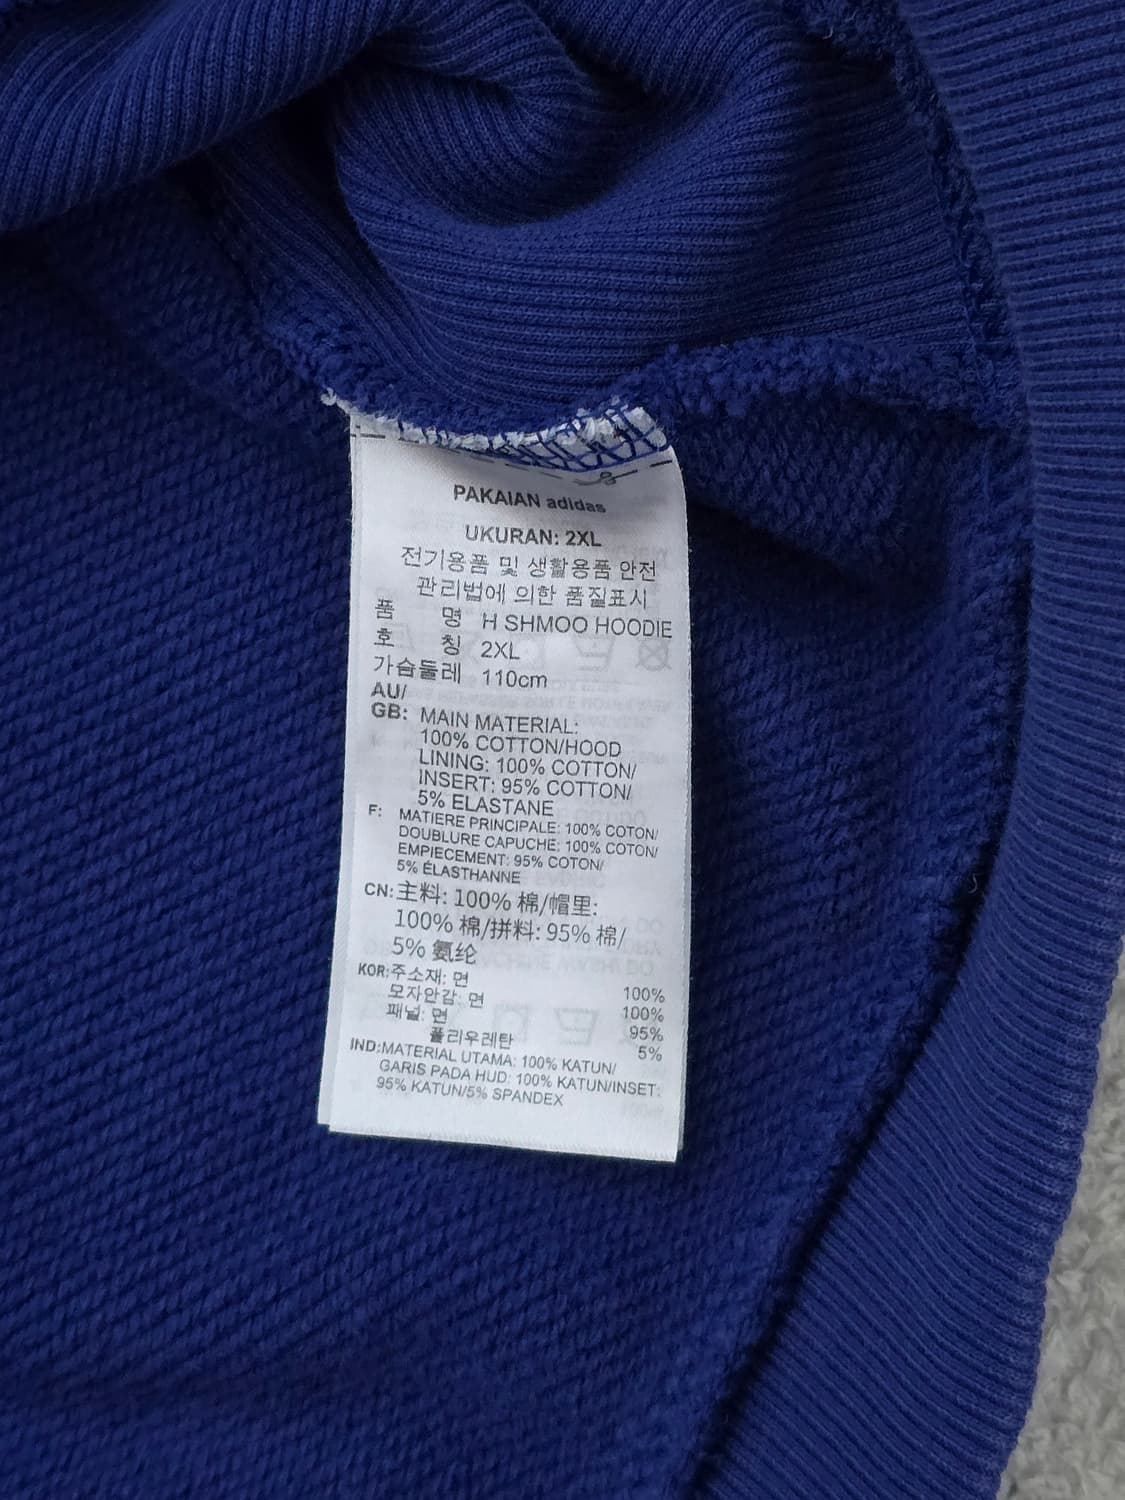 8
PAKAIAN adidas
UKURAN: 2XL
전기용품 및 생활용품 안전
관리법에 의한 품질표시
품 명 H SHMOO HOODIE
호 칭 2XL
가슴둘레 110cm
AU/
GB: MAIN MATERIAL:
100% COTTON/HOOD
LINING: 100% COTTON/
INSERT: 95% COTTON/
5% ELASTANE
F: MATIERE PRINCIPALE: 100% COTON/
DOUBLURE CAPUCHE: 100% COTON/
EMPIECEMENT: 95% COTON/
5% ÉLASTHANNE
CN: 主料: 100% 棉/帽里:
100% 棉/拼料: 95% 棉/
5% 氨纶
KOR: 주소재: 면 100%
모자안감: 면 100%
패널: 면 95%
폴리우레탄 5%
IND: MATERIAL UTAMA: 100% KATUN/
GARIS PADA HUD: 100% KATUN/INSET:
95% KATUN/5% SPANDEX